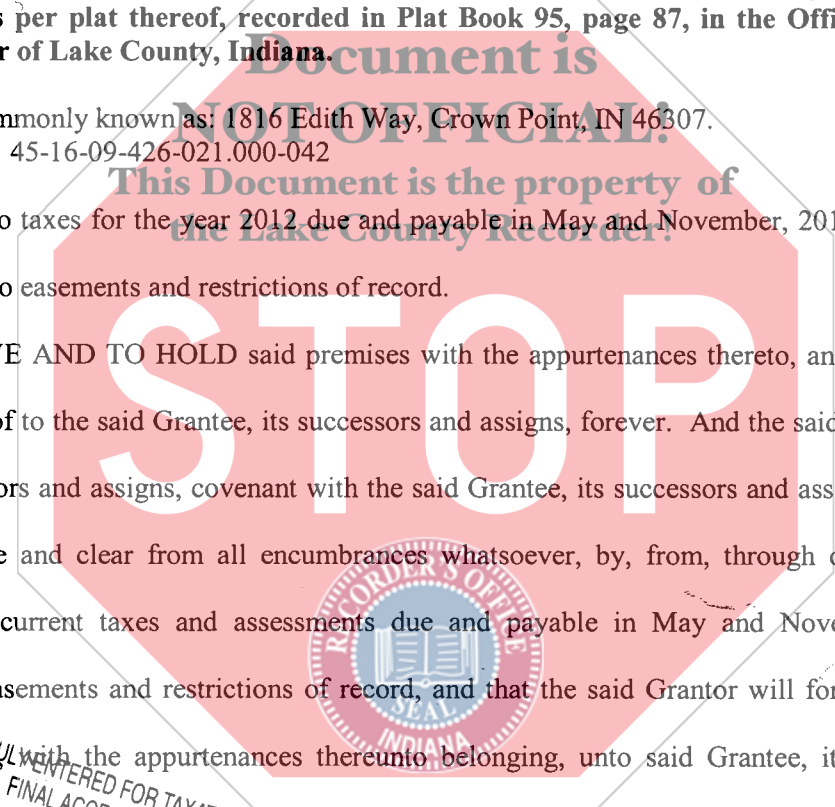 s per plat thereof, recorded in Plat Book 95, page 87, in the Offi
r of Lake County, Indiana.
Document is
mmonly known as: 1816 Edith Way, Crown Point, IN 46307.
NOT OFFICIAL!
45-16-09-426-021.000-042
This Document is the property of
o taxes for the year 2012 due and payable in May and November, 201
the Lake County Recorder!
o easements and restrictions of record.
VE AND TO HOLD said premises with the appurtenances thereto, an
STOP
of to the said Grantee, its successors and assigns, forever. And the said
ors and assigns, covenant with the said Grantee, its successors and ass
e and clear from all encumbrances whatsoever, by, from, through o
RECORDER'S OFFICE
current taxes and assessments due and payable in May and Nove
asements and restrictions of record, and that the said Grantor will for
SEAL
INDIANA
with the appurtenances thereunto belonging, unto said Grantee, it
ENTERED FOR TAXAT
FINAL ACC